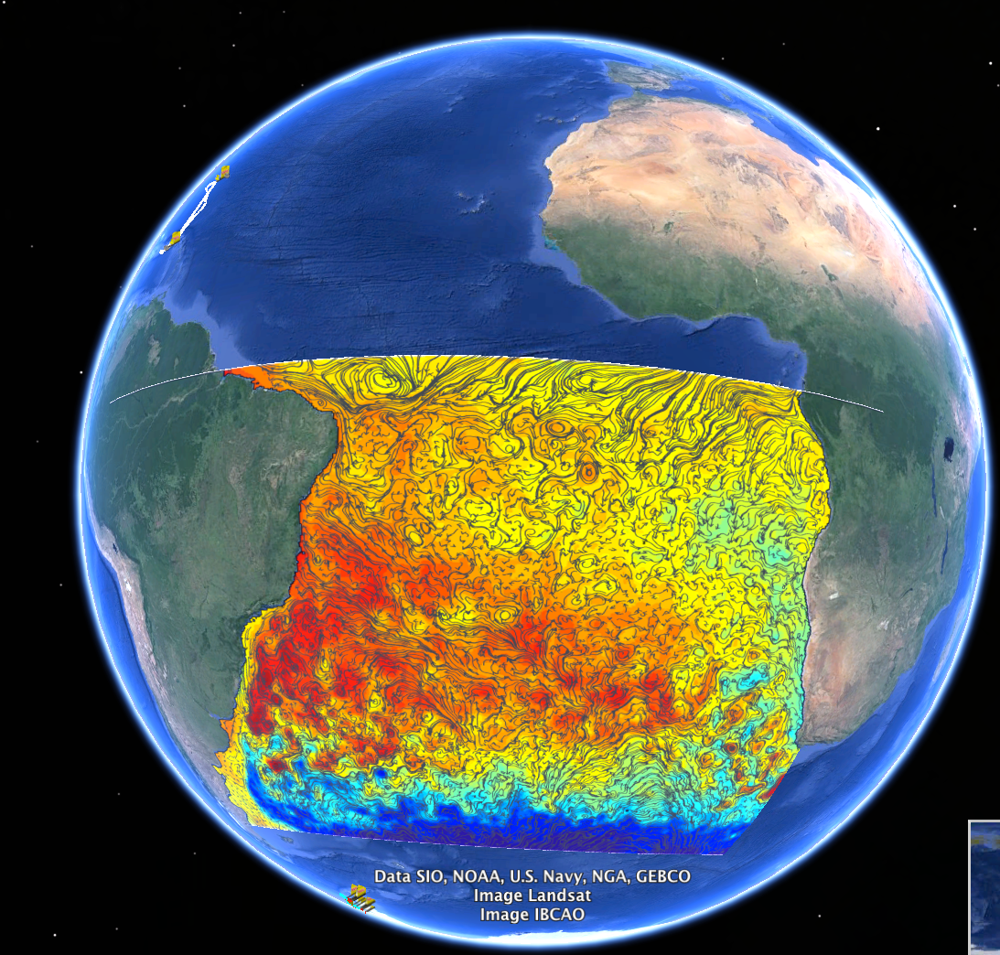 Data SIO, NOAA, U.S. Navy, NGA, GEBCO
Image Landsat
Image IBCAO